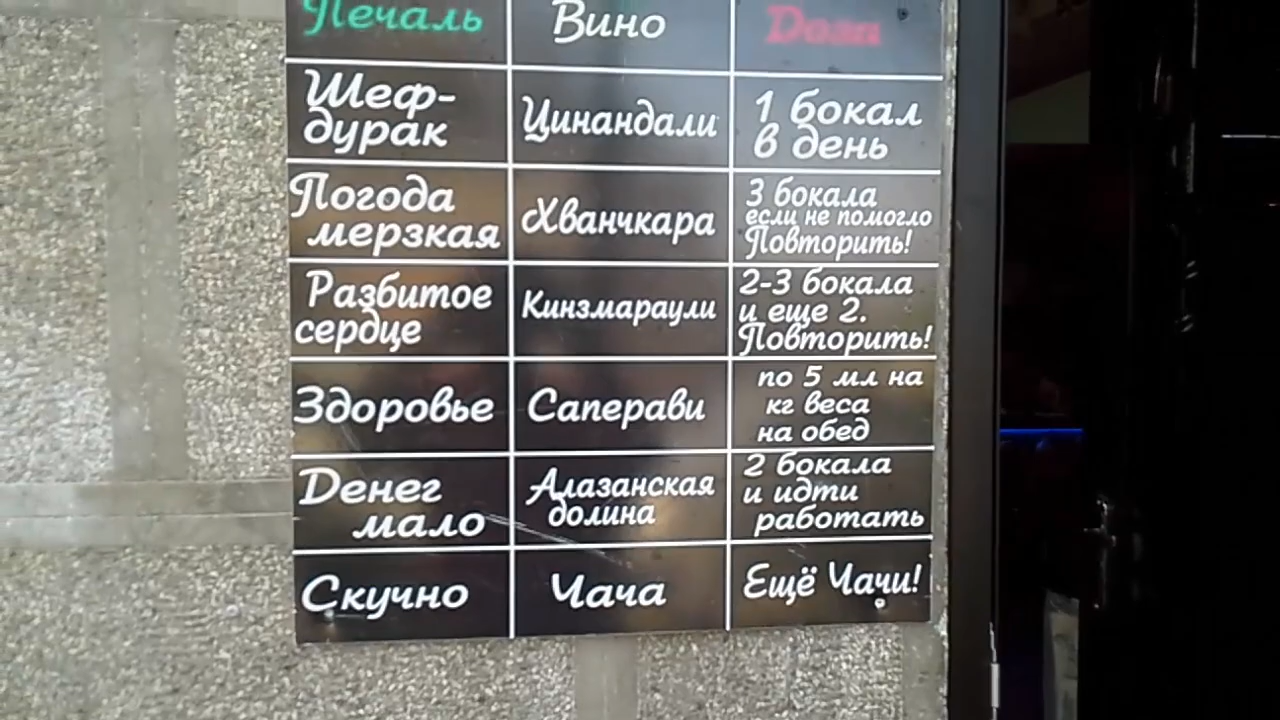 Печаль Вино Доза
Шеф-
дурак
Цинандали
1 бокал
в день
Погода
мерзкая
Хванчкара
3 бокала
если не помогло
Повторить!
Разбитое
сердце
Киндзмараули
2-3 бокала
и еще 2.
Повторить!
Здоровье
Саперави
по 5 мл на
кг веса
на обед
Денег
мало
Алазанская
долина
2 бокала
и идти
работать
Скучно
Чача
Ещё Чачи!